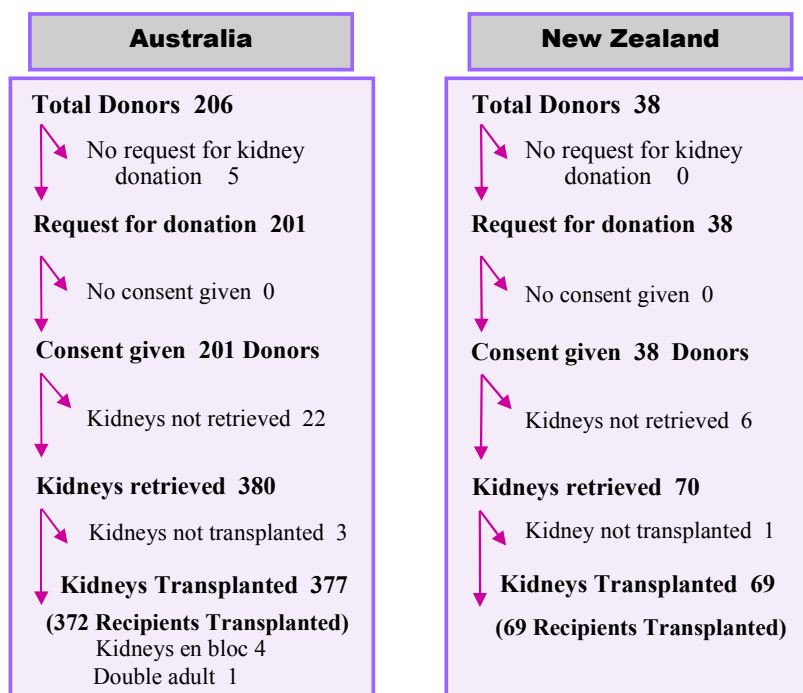 Australia
Total Donors 206
No request for kidney
donation 5
Request for donation 201
No consent given 0
Consent given 201 Donors
Kidneys not retrieved 22
Kidneys retrieved 380
Kidneys not transplanted 3
Kidneys Transplanted 377
(372 Recipients Transplanted)
Kidneys en bloc 4
Double adult 1
New Zealand
Total Donors 38
No request for kidney
donation 0
Request for donation 38
No consent given 0
Consent given 38 Donors
Kidneys not retrieved 6
Kidneys retrieved 70
Kidney not transplanted 1
Kidneys Transplanted 69
(69 Recipients Transplanted)